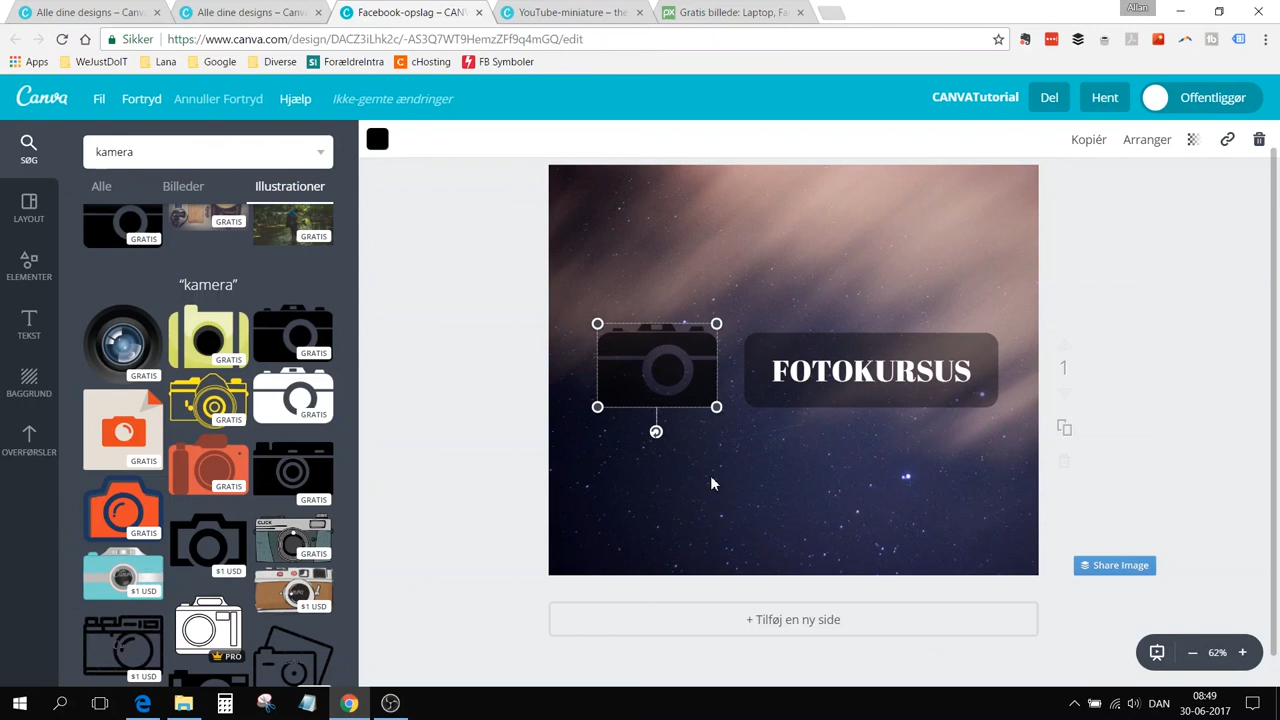 Alle dine designs – Canva
Alle dine designs – Canva
Facebook-opslag – CANV
YouTube-miniature – the
Gratis billede: Laptop, Fa
Allan
Sikker
https://www.canva.com/design/DACZ3iLhk2c/-AS3Q7WT9HemzZFf9q4mGQ/edit
Apps
WeJustDoIT
Lana
Google
Diverse
ForældreIntra
cHosting
FB Symboler
Canva
Fil
Fortryd
Annuller Fortryd
Hjælp
Ikke-gemte ændringer
CANVATutorial
Del
Hent
Offentliggør
SØG
kamera
Kopiér
Arranger
Alle
Billeder
Illustrationer
LAYOUT
GRATIS
GRATIS
GRATIS
ELEMENTER
"kamera"
TEKST
GRATIS
GRATIS
GRATIS
FOTOKURSUS
1
BAGGRUND
GRATIS
GRATIS
OVERFØRSLER
GRATIS
GRATIS
GRATIS
CLICK
GRATIS
GRATIS
$1 USD
$1 USD
$1 USD
Share Image
+ Tilføj en ny side
PRO
$1 USD
62%
DAN
08:49
30-06-2017